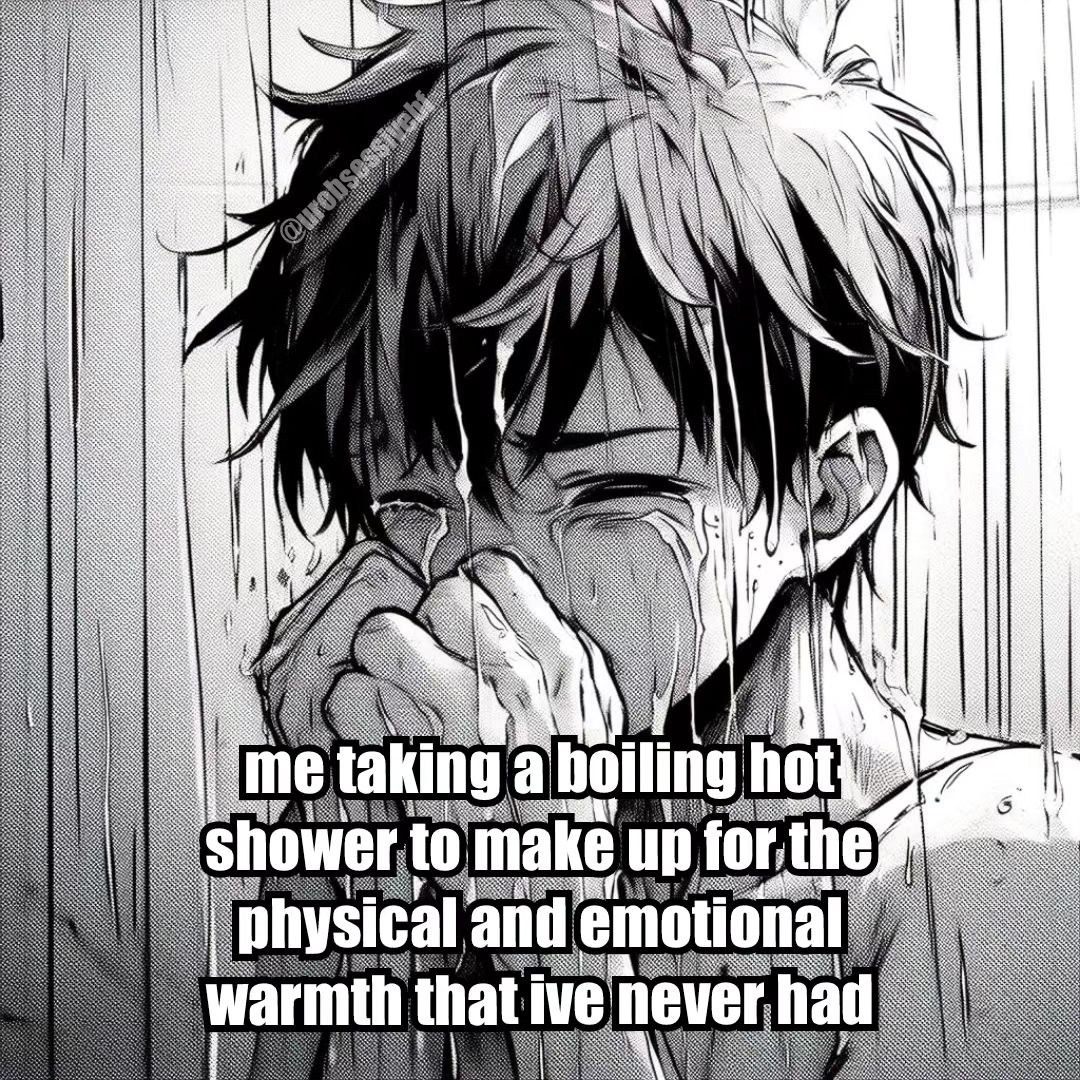 @urobsessivebf
me taking a boiling hot
shower to make up for the
physical and emotional
warmth that ive never had